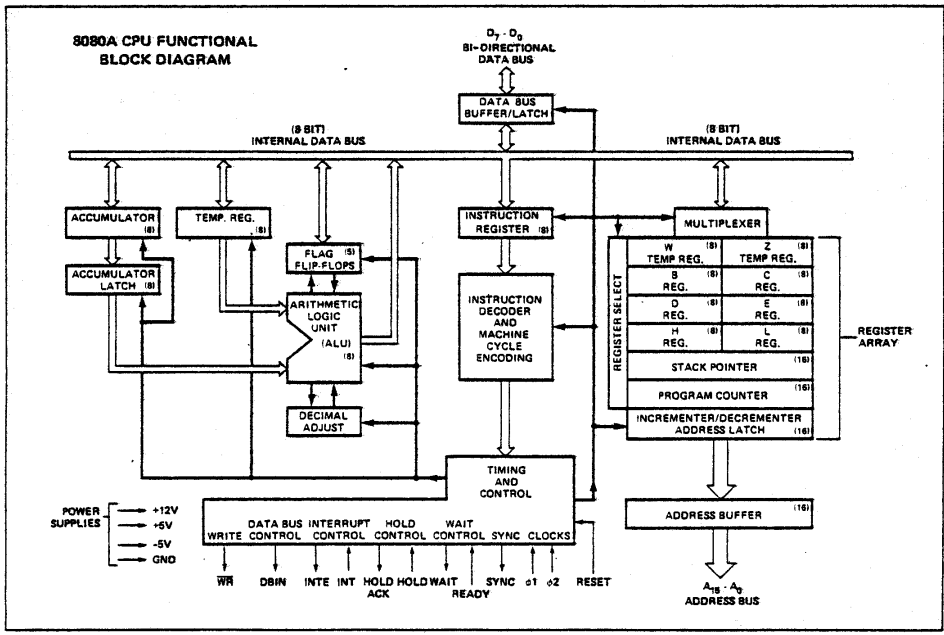 8080A CPU FUNCTIONAL
BLOCK DIAGRAM
D7 - D0
BI-DIRECTIONAL
DATA BUS
DATA BUS
BUFFER/LATCH
(8 BIT)
INTERNAL DATA BUS
(8 BIT)
INTERNAL DATA BUS
ACCUMULATOR
(8)
TEMP. REG.
(8)
INSTRUCTION
REGISTER (8)
MULTIPLEXER
ACCUMULATOR
LATCH (8)
FLAG (5)
FLIP-FLOPS
ARITHMETIC
LOGIC
UNIT
(ALU)
(8)
DECIMAL
ADJUST
INSTRUCTION
DECODER
AND
MACHINE
CYCLE
ENCODING
REGISTER SELECT
W (8)
TEMP REG.
Z (8)
TEMP REG.
B (8)
REG.
C (8)
REG.
D (8)
REG.
E (8)
REG.
H (8)
REG.
L (8)
REG.
STACK POINTER (16)
PROGRAM COUNTER (16)
INCREMENTER/DECREMENTER
ADDRESS LATCH (16)
REGISTER
ARRAY
TIMING
AND
CONTROL
DATA BUS INTERRUPT HOLD WAIT
WRITE CONTROL CONTROL CONTROL CONTROL SYNC CLOCKS
ADDRESS BUFFER (16)
POWER
SUPPLIES
+12V
+5V
-5V
GND
W̅R̅ DBIN INTE INT HOLD HOLD WAIT SYNC ϕ1 ϕ2 RESET
ACK READY
A15 - A0
ADDRESS BUS